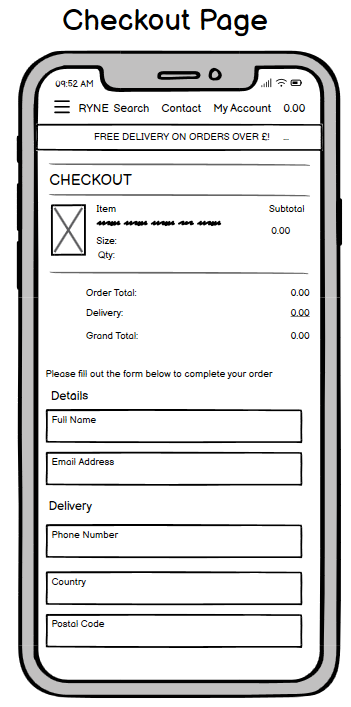 Checkout Page
09:52 AM
RYNE Search Contact My Account 0.00
FREE DELIVERY ON ORDERS OVER £!
CHECKOUT
Item Subtotal
0.00
Size:
Qty:
Order Total: 0.00
Delivery: 0.00
Grand Total: 0.00
Please fill out the form below to complete your order
Details
Full Name
Email Address
Delivery
Phone Number
Country
Postal Code